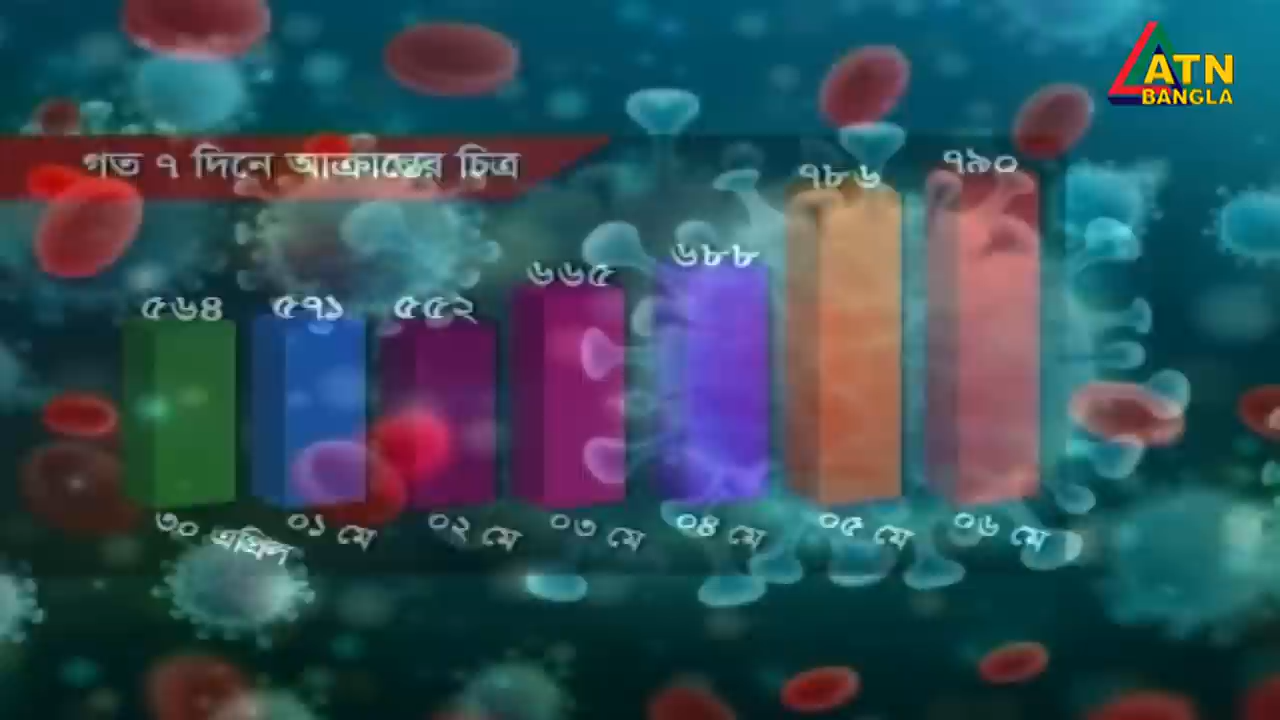 ATN
BANGLA
গত ৭ দিনে আক্রান্তের চিত্র
৫৬৪ ৫৭১ ৫৫২ ৬৬৫ ৬৮৮ ৭৮৬ ৭৯০
৩০ এপ্রিল ০১ মে ০২ মে ০৩ মে ০৪ মে ০৫ মে ০৬ মে